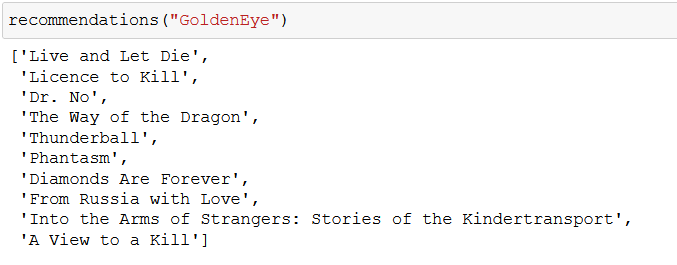 recommendations("GoldenEye")
['Live and Let Die',
'Licence to Kill',
'Dr. No',
'The Way of the Dragon',
'Thunderball',
'Phantasm',
'Diamonds Are Forever',
'From Russia with Love',
'Into the Arms of Strangers: Stories of the Kindertransport',
'A View to a Kill']